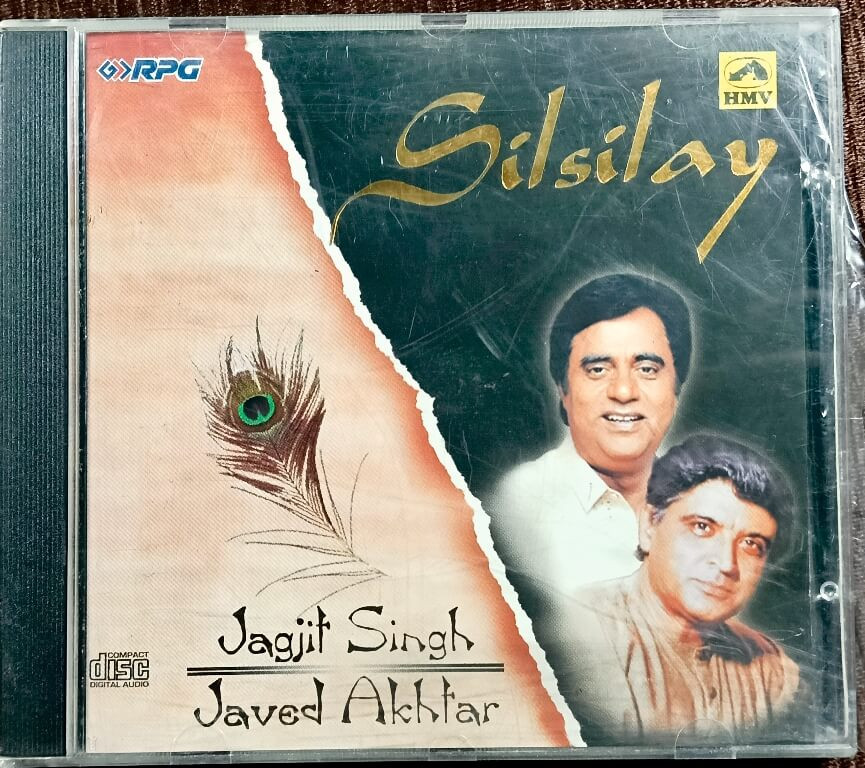 RPG
HMV
Silsilay
Jagjit Singh
Javed Akhtar
COMPACT
disc
DIGITAL AUDIO